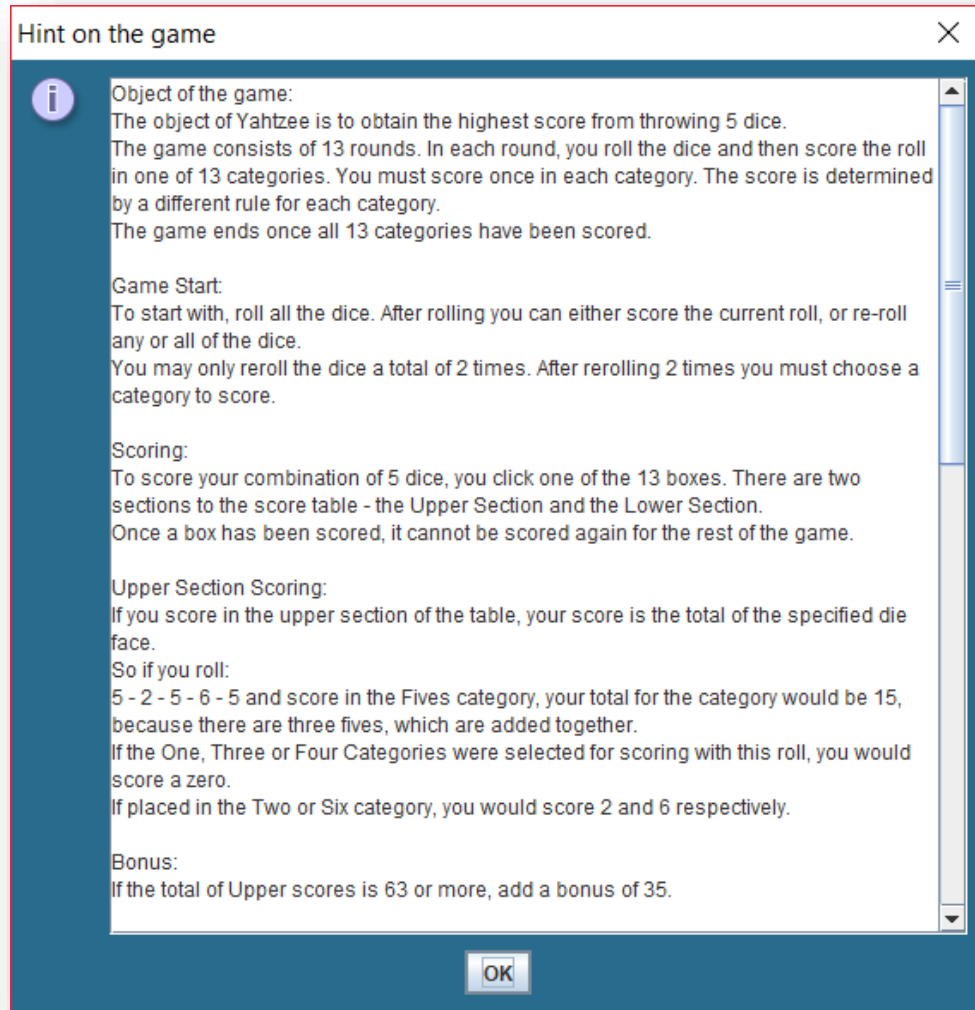 Hint on the game
i
Object of the game:
The object of Yahtzee is to obtain the highest score from throwing 5 dice.
The game consists of 13 rounds. In each round, you roll the dice and then score the roll
in one of 13 categories. You must score once in each category. The score is determined
by a different rule for each category.
The game ends once all 13 categories have been scored.
Game Start:
To start with, roll all the dice. After rolling you can either score the current roll, or re-roll
any or all of the dice.
You may only reroll the dice a total of 2 times. After rerolling 2 times you must choose a
category to score.
Scoring:
To score your combination of 5 dice, you click one of the 13 boxes. There are two
sections to the score table - the Upper Section and the Lower Section.
Once a box has been scored, it cannot be scored again for the rest of the game.
Upper Section Scoring:
If you score in the upper section of the table, your score is the total of the specified die
face.
So if you roll:
5 - 2 - 5 - 6 - 5 and score in the Fives category, your total for the category would be 15,
because there are three fives, which are added together.
If the One, Three or Four Categories were selected for scoring with this roll, you would
score a zero.
If placed in the Two or Six category, you would score 2 and 6 respectively.
Bonus:
If the total of Upper scores is 63 or more, add a bonus of 35.
OK